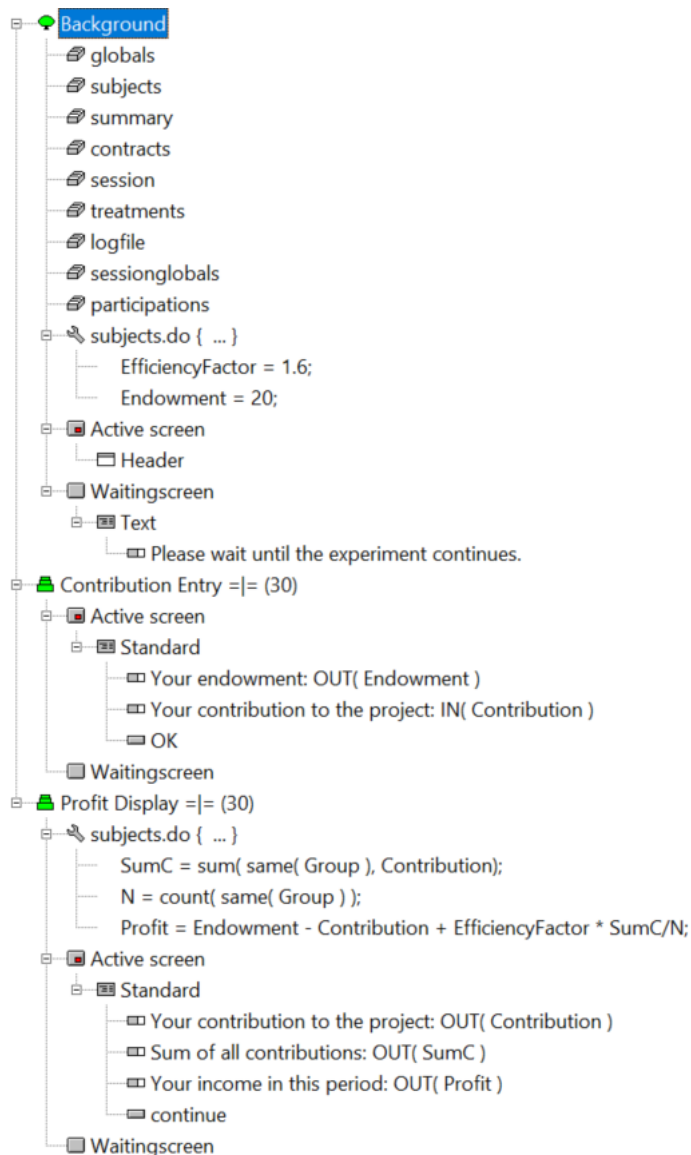 Background
globals
subjects
summary
contracts
session
treatments
logfile
sessionglobals
participations
subjects.do { ... }
EfficiencyFactor = 1.6;
Endowment = 20;
Active screen
Header
Waitingscreen
Text
Please wait until the experiment continues.
Contribution Entry =|= (30)
Active screen
Standard
Your endowment: OUT( Endowment )
Your contribution to the project: IN( Contribution )
OK
Waitingscreen
Profit Display =|= (30)
subjects.do { ... }
SumC = sum( same( Group ), Contribution);
N = count( same( Group ) );
Profit = Endowment - Contribution + EfficiencyFactor * SumC/N;
Active screen
Standard
Your contribution to the project: OUT( Contribution )
Sum of all contributions: OUT( SumC )
Your income in this period: OUT( Profit )
continue
Waitingscreen